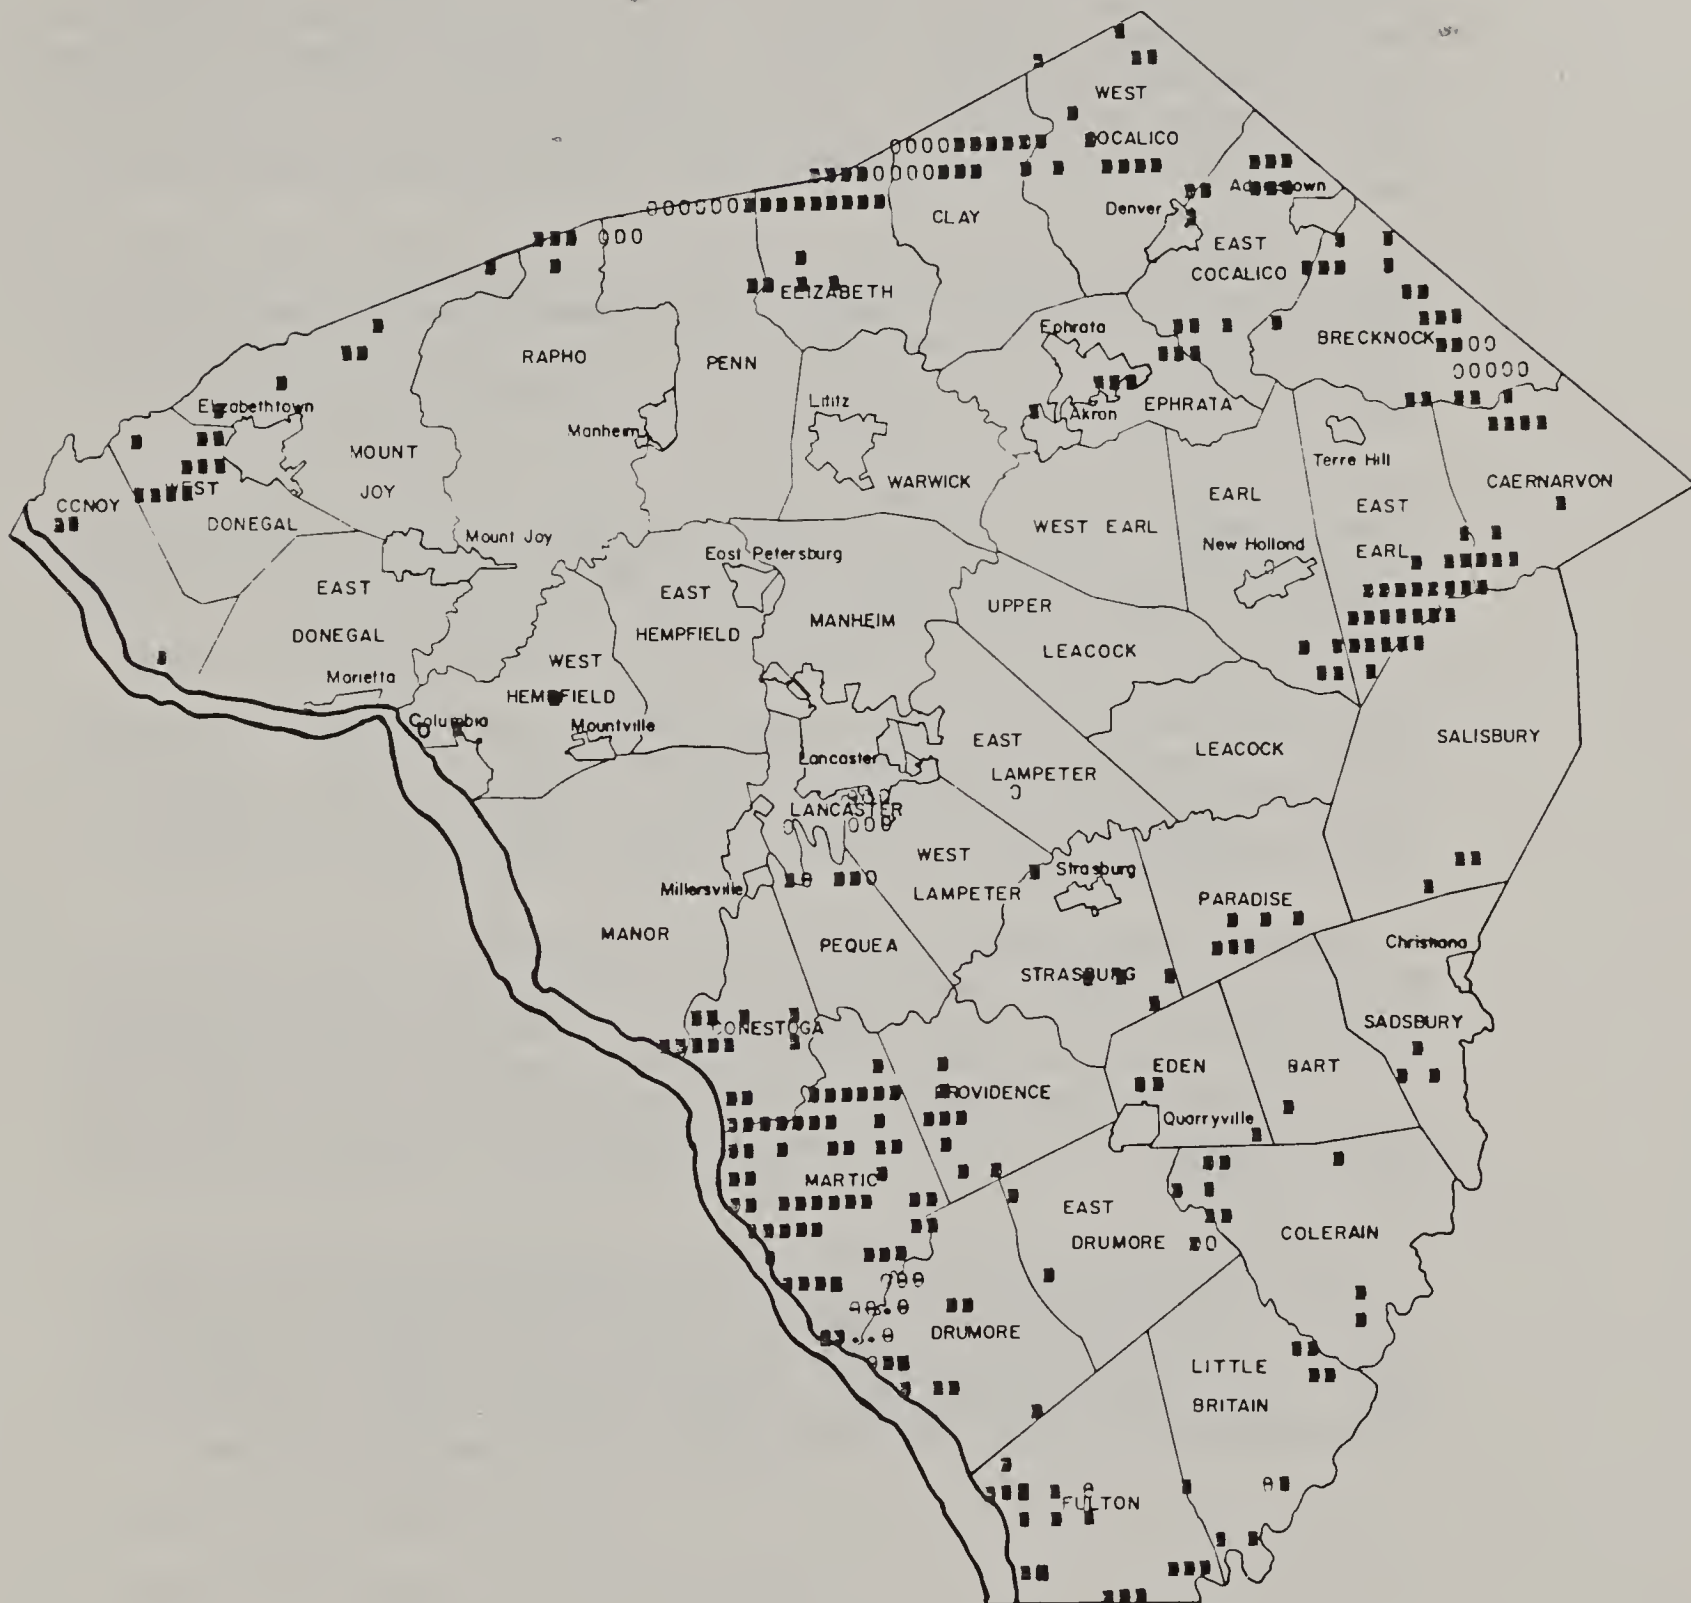 WEST
COCALICO
Adamstown
Denver
CLAY
EAST
COCALICO
ELIZABETH
Ephrata
BRECKNOCK
RAPHO
PENN
Elizabethtown
Lititz
Akron
EPHRATA
Manheim
MOUNT
JOY
Terre Hill
WEST
DONEGAL
CONOY
WARWICK
EARL
CAERNARVON
EAST
EARL
WEST EARL
Mount Joy
East Petersburg
New Holland
EAST
DONEGAL
EAST
HEMPFIELD
MANHEIM
UPPER
LEACOCK
WEST
HEMPFIELD
Marietta
Columbia
Mountville
EAST
LAMPETER
LEACOCK
SALISBURY
Lancaster
LANCASTER
WEST
LAMPETER
Strasburg
Millersville
PARADISE
MANOR
PEQUEA
Christiana
STRASBURG
CONESTOGA
SADSBURY
EDEN
BART
PROVIDENCE
Quarryville
MARTIC
EAST
DRUMORE
COLERAIN
DRUMORE
LITTLE
BRITAIN
FULTON